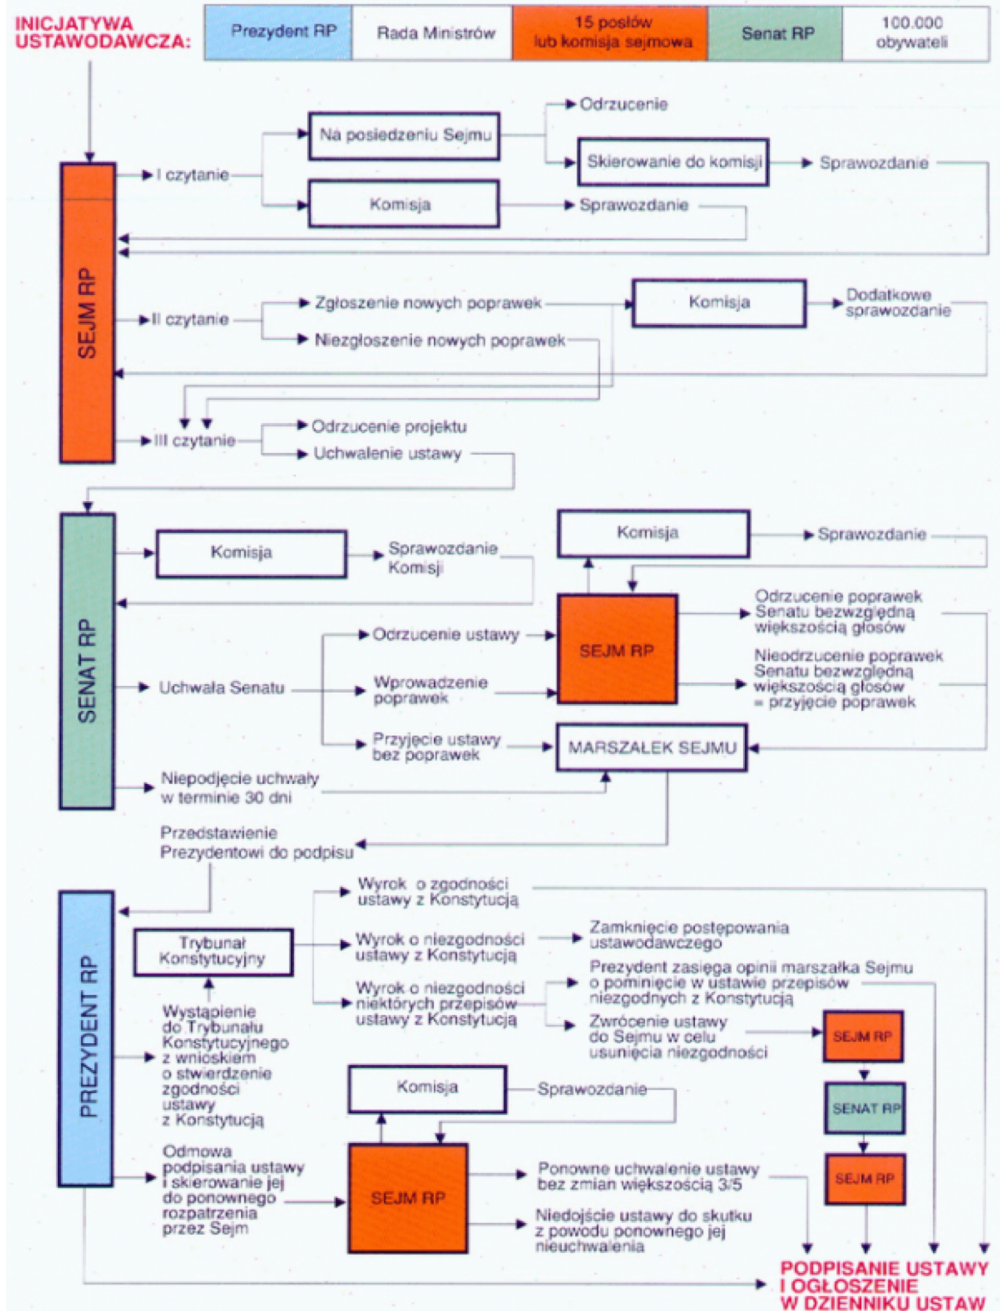 INICJATYWA
USTAWODAWCZA:
Prezydent RP
Rada Ministrów
15 posłów
lub komisja sejmowa
Senat RP
100.000
obywateli
SEJM RP
I czytanie
Na posiedzeniu Sejmu
Odrzucenie
Skierowanie do komisji
Sprawozdanie
Komisja
Sprawozdanie
II czytanie
Zgłoszenie nowych poprawek
Komisja
Dodatkowe
sprawozdanie
Niezgłoszenie nowych poprawek
III czytanie
Odrzucenie projektu
Uchwalenie ustawy
SENAT RP
Komisja
Sprawozdanie
Komisji
Komisja
Sprawozdanie
Uchwała Senatu
Odrzucenie ustawy
Wprowadzenie
poprawek
Przyjęcie ustawy
bez poprawek
SEJM RP
Odrzucenie poprawek
Senatu bezwzględną
większością głosów
Nieodrzucenie poprawek
Senatu bezwzględną
większością głosów
= przyjęcie poprawek
MARSZAŁEK SEJMU
Niepodjęcie uchwały
w terminie 30 dni
Przedstawienie
Prezydentowi do podpisu
PREZYDENT RP
Trybunał
Konstytucyjny
Wyrok o zgodności
ustawy z Konstytucją
Wyrok o niezgodności
ustawy z Konstytucją
Zamknięcie postępowania
ustawodawczego
Wyrok o niezgodności
niektórych przepisów
ustawy z Konstytucją
Prezydent zasięga opinii marszałka Sejmu
o pominięcie w ustawie przepisów
niezgodnych z Konstytucją
Zwrócenie ustawy
do Sejmu w celu
usunięcia niezgodności
SEJM RP
SENAT RP
SEJM RP
Wystąpienie
do Trybunału
Konstytucyjnego
z wnioskiem
o stwierdzenie
zgodności
ustawy
z Konstytucją
Komisja
Sprawozdanie
Odmowa
podpisania ustawy
i skierowanie jej
do ponownego
rozpatrzenia
przez Sejm
SEJM RP
Ponowne uchwalenie ustawy
bez zmian większością 3/5
Niedojście ustawy do skutku
z powodu ponownego jej
nieuchwalenia
PODPISANIE USTAWY
I OGŁOSZENIE
W DZIENNIKU USTAW